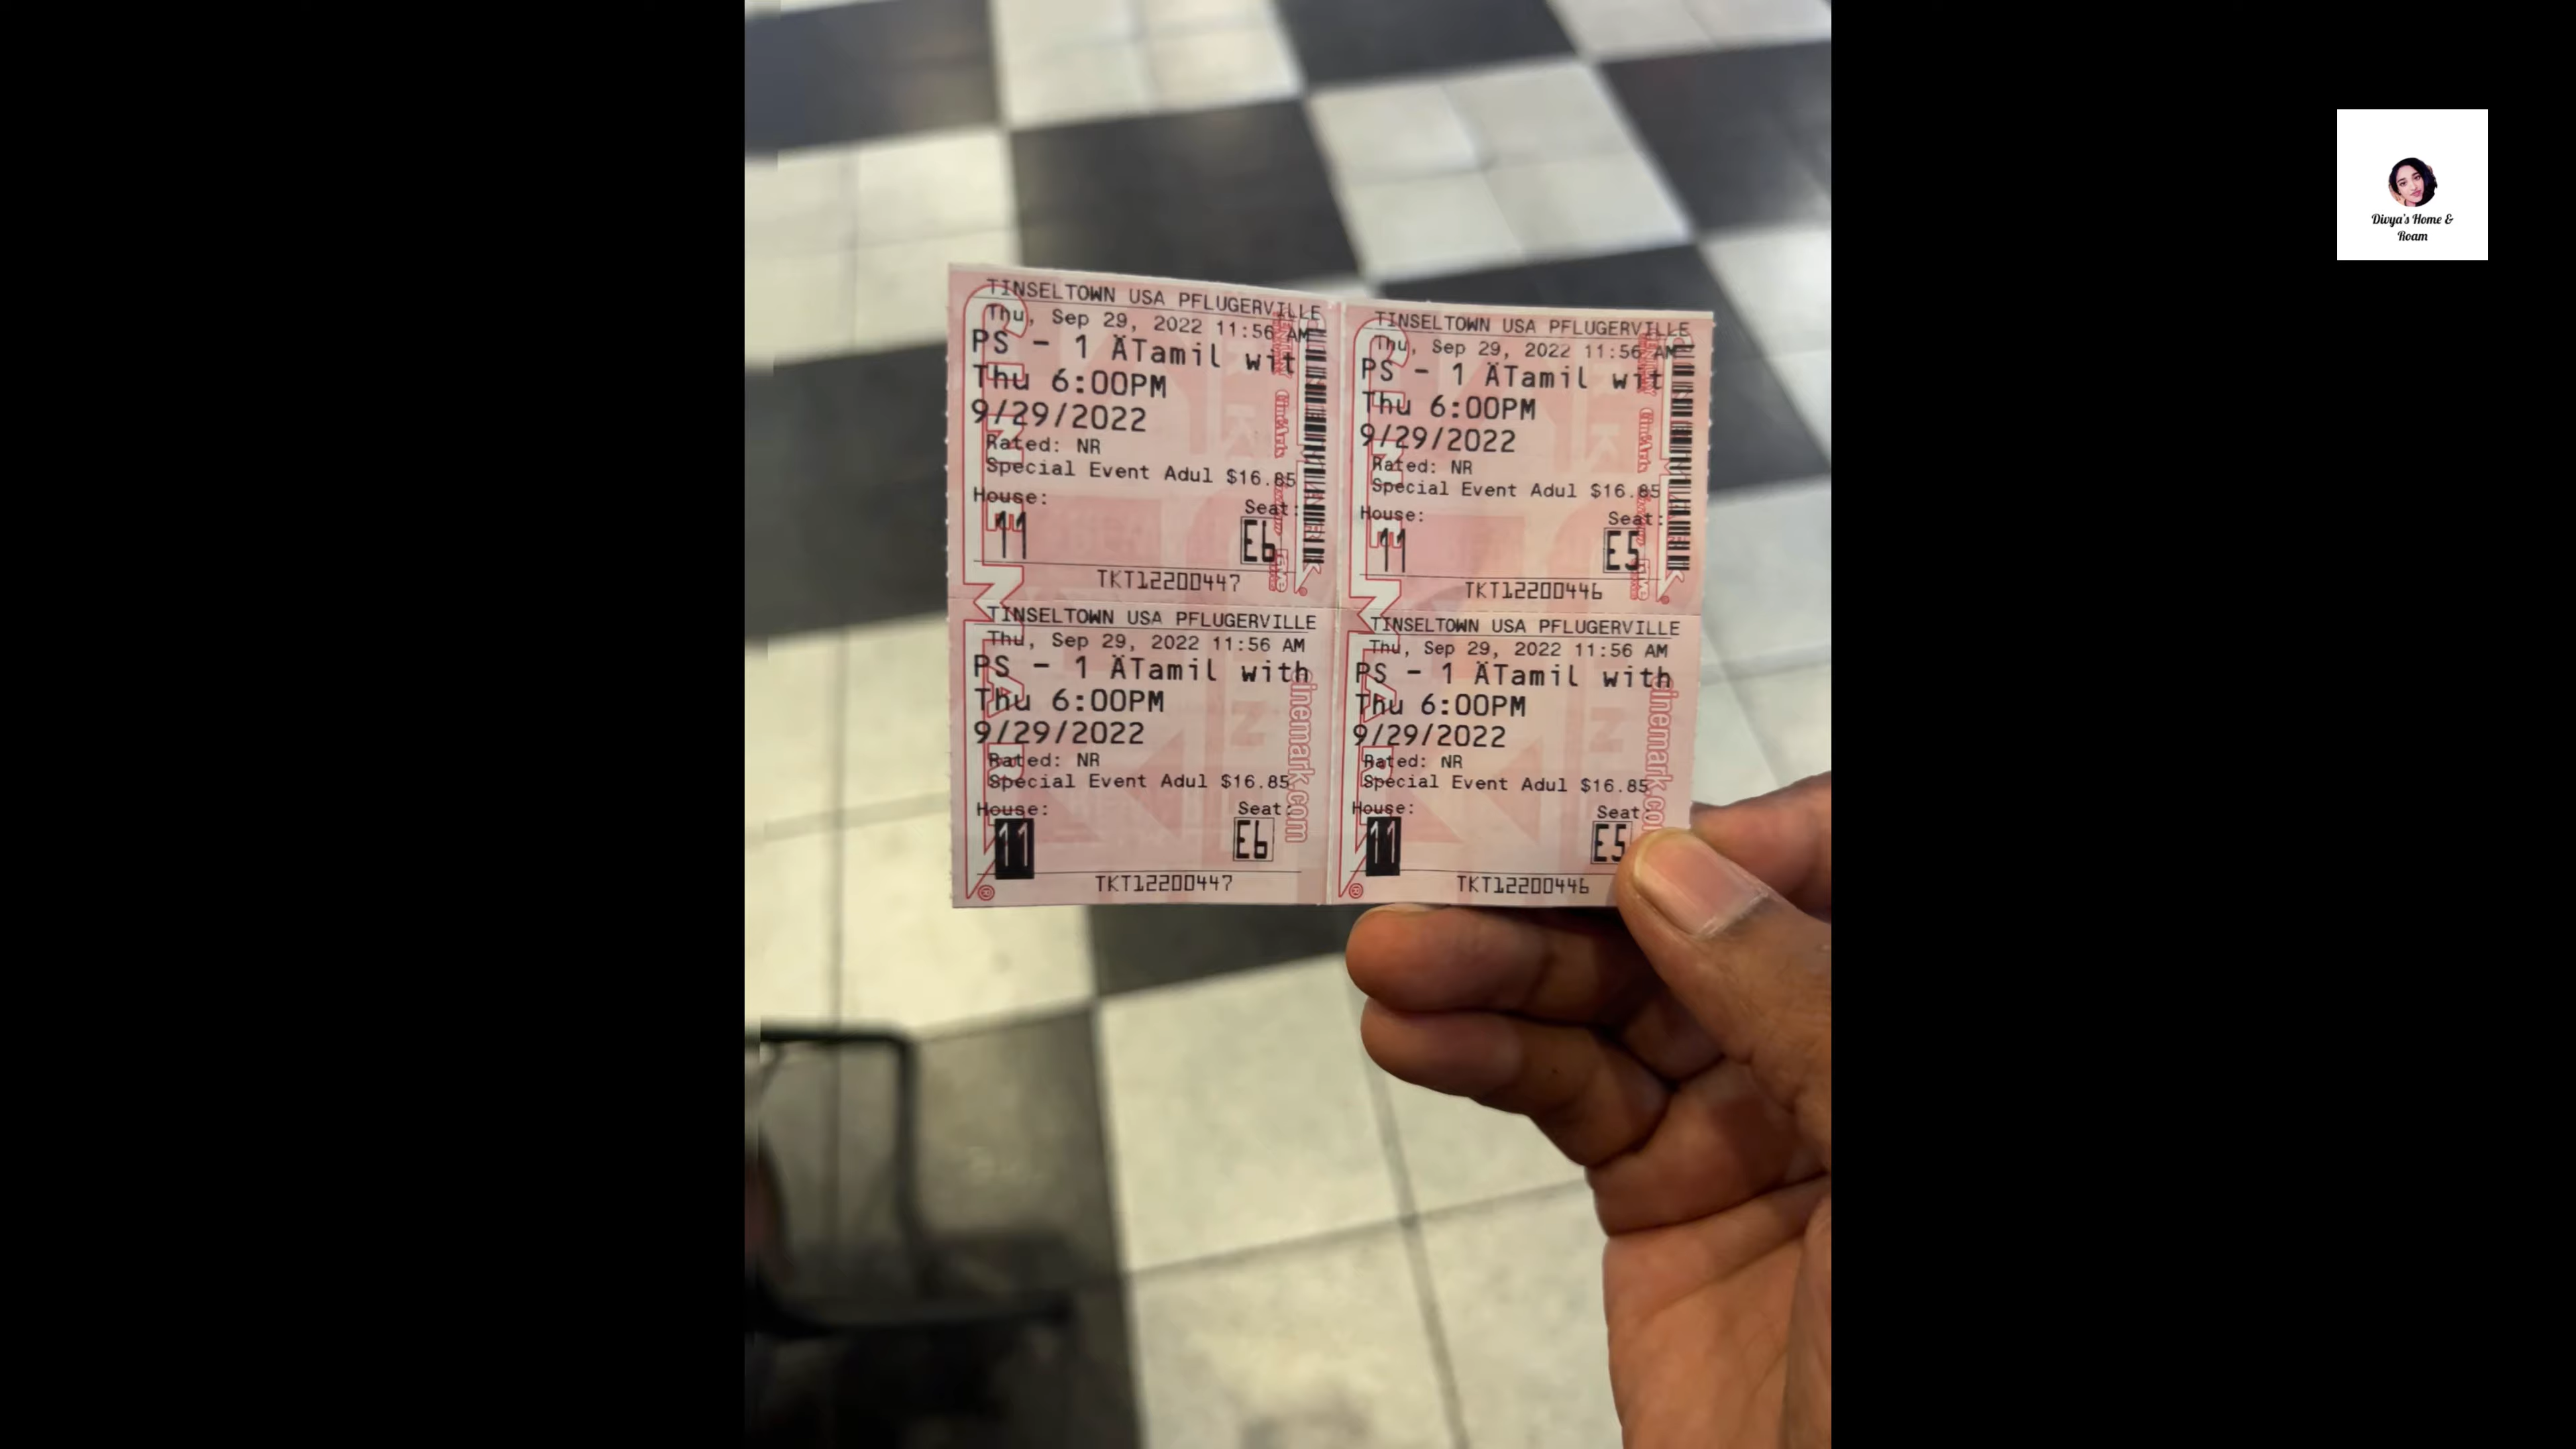 TINSELTOWN USA PFLUGERVILLE
Thu, Sep 29, 2022 11:56 AM
PS - 1 ÄTamil wit
Thu 6:00PM
9/29/2022
Rated: NR
Special Event Adul $16.85
House: Seat:
11 E6
TKT12200447
TINSELTOWN USA PFLUGERVILLE
Thu, Sep 29, 2022 11:56 AM
PS - 1 ÄTamil wit
Thu 6:00PM
9/29/2022
Rated: NR
Special Event Adul $16.85
House: Seat:
11 E5
TKT12200446
TINSELTOWN USA PFLUGERVILLE
Thu, Sep 29, 2022 11:56 AM
PS - 1 ÄTamil with
Thu 6:00PM
9/29/2022
Rated: NR
Special Event Adul $16.85
House: Seat:
11 E6
TKT12200447
TINSELTOWN USA PFLUGERVILLE
Thu, Sep 29, 2022 11:56 AM
PS - 1 ÄTamil with
Thu 6:00PM
9/29/2022
Rated: NR
Special Event Adul $16.85
House: Seat:
11 E5
TKT12200446
CINEMARK
CINEMARK
cinemark.com
cinemark.co
CinéArts
CinéArts
Divya's Home &
Roam